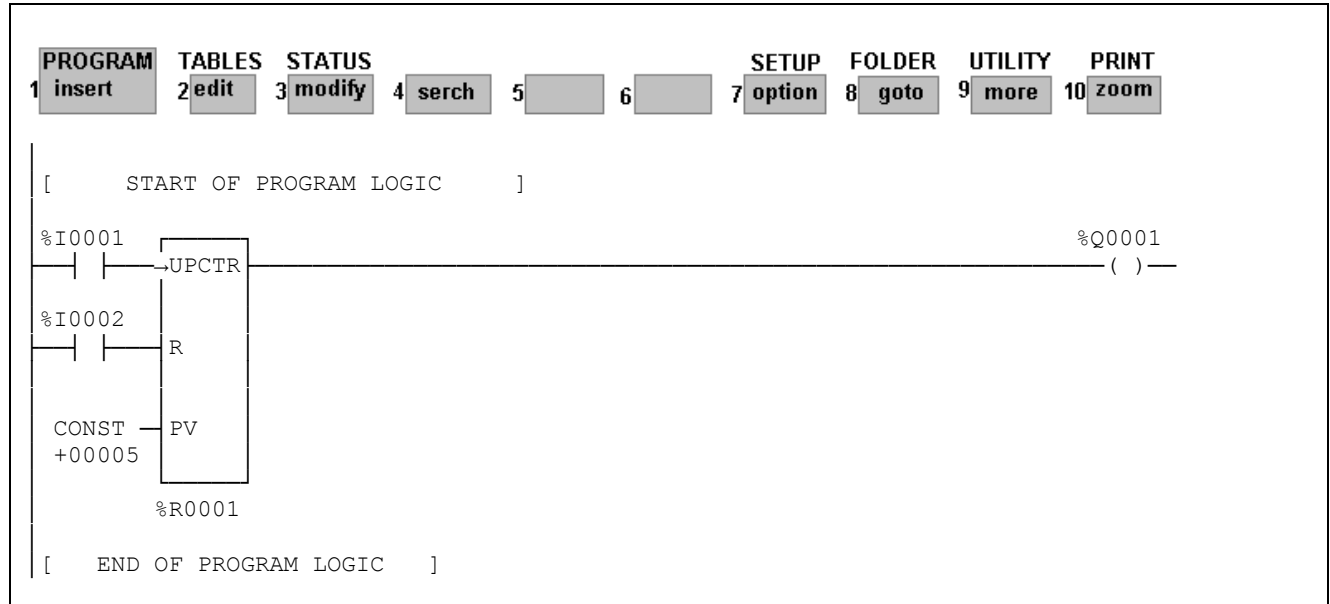 PROGRAM TABLES STATUS SETUP FOLDER UTILITY PRINT
1 insert 2 edit 3 modify 4 serch 5 6 7 option 8 goto 9 more 10 zoom
[ START OF PROGRAM LOGIC ]
%I0001 %Q0001
→UPCTR ( )
%I0002
R
CONST PV
+00005
%R0001
[ END OF PROGRAM LOGIC ]